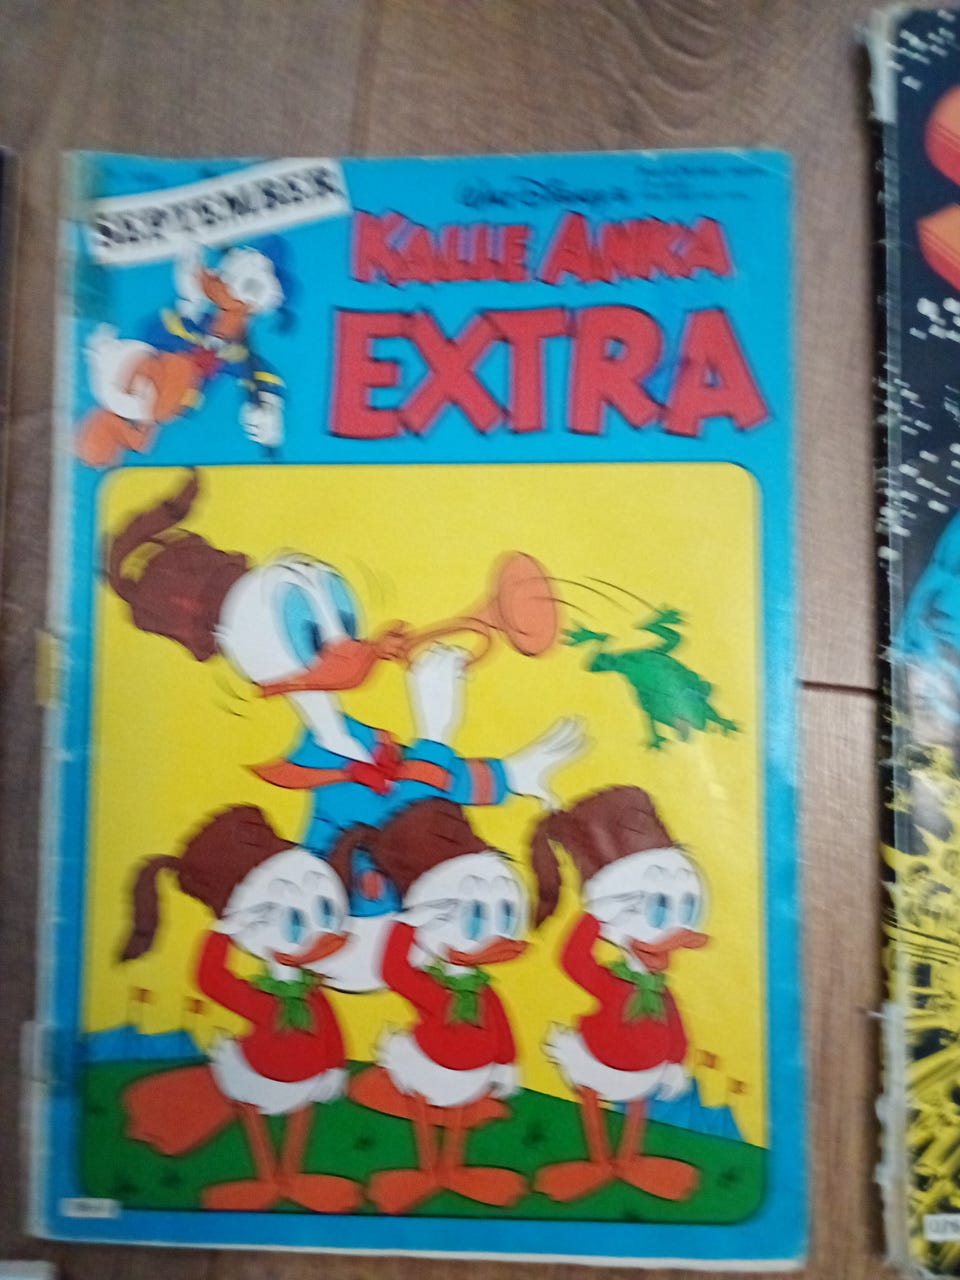 SEPTEMBER
WALT DISNEY'S
KALLE ANKA
EXTRA